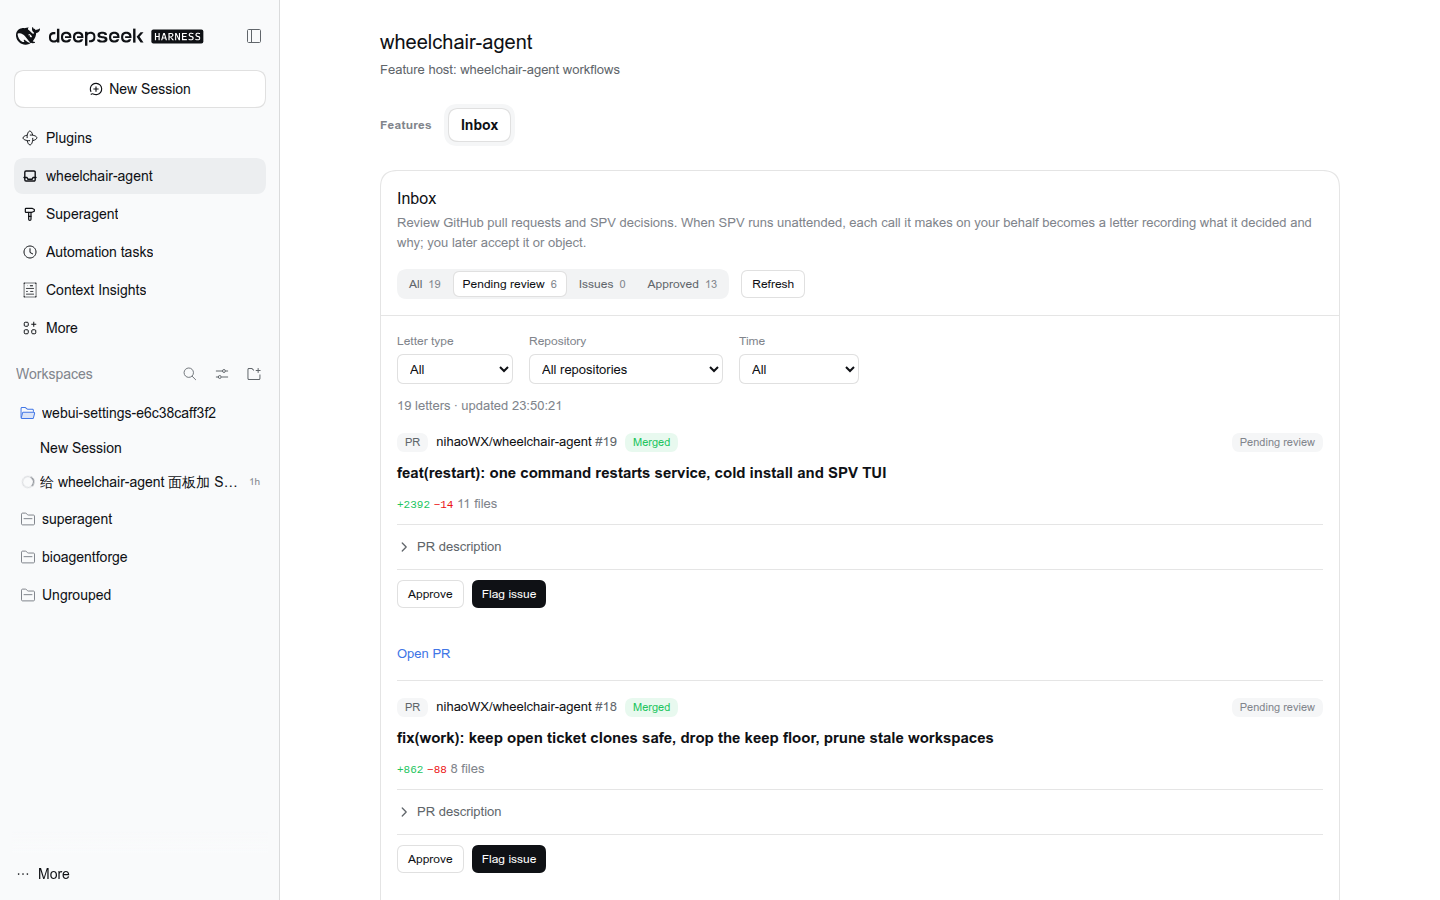 deepseek HARNESS
New Session
Plugins
wheelchair-agent
Superagent
Automation tasks
Context Insights
More
Workspaces
webui-settings-e6c38caff3f2
New Session
给 wheelchair-agent 面板加 S... 1h
superagent
bioagentforge
Ungrouped
More
wheelchair-agent
Feature host: wheelchair-agent workflows
Features Inbox
Inbox
Review GitHub pull requests and SPV decisions. When SPV runs unattended, each call it makes on your behalf becomes a letter recording what it decided and
why; you later accept it or object.
All 19 Pending review 6 Issues 0 Approved 13 Refresh
Letter type Repository Time
All All repositories All
19 letters · updated 23:50:21
PR nihaoWX/wheelchair-agent #19 Merged Pending review
feat(restart): one command restarts service, cold install and SPV TUI
+2392 −14 11 files
PR description
Approve Flag issue
Open PR
PR nihaoWX/wheelchair-agent #18 Merged Pending review
fix(work): keep open ticket clones safe, drop the keep floor, prune stale workspaces
+862 −88 8 files
PR description
Approve Flag issue